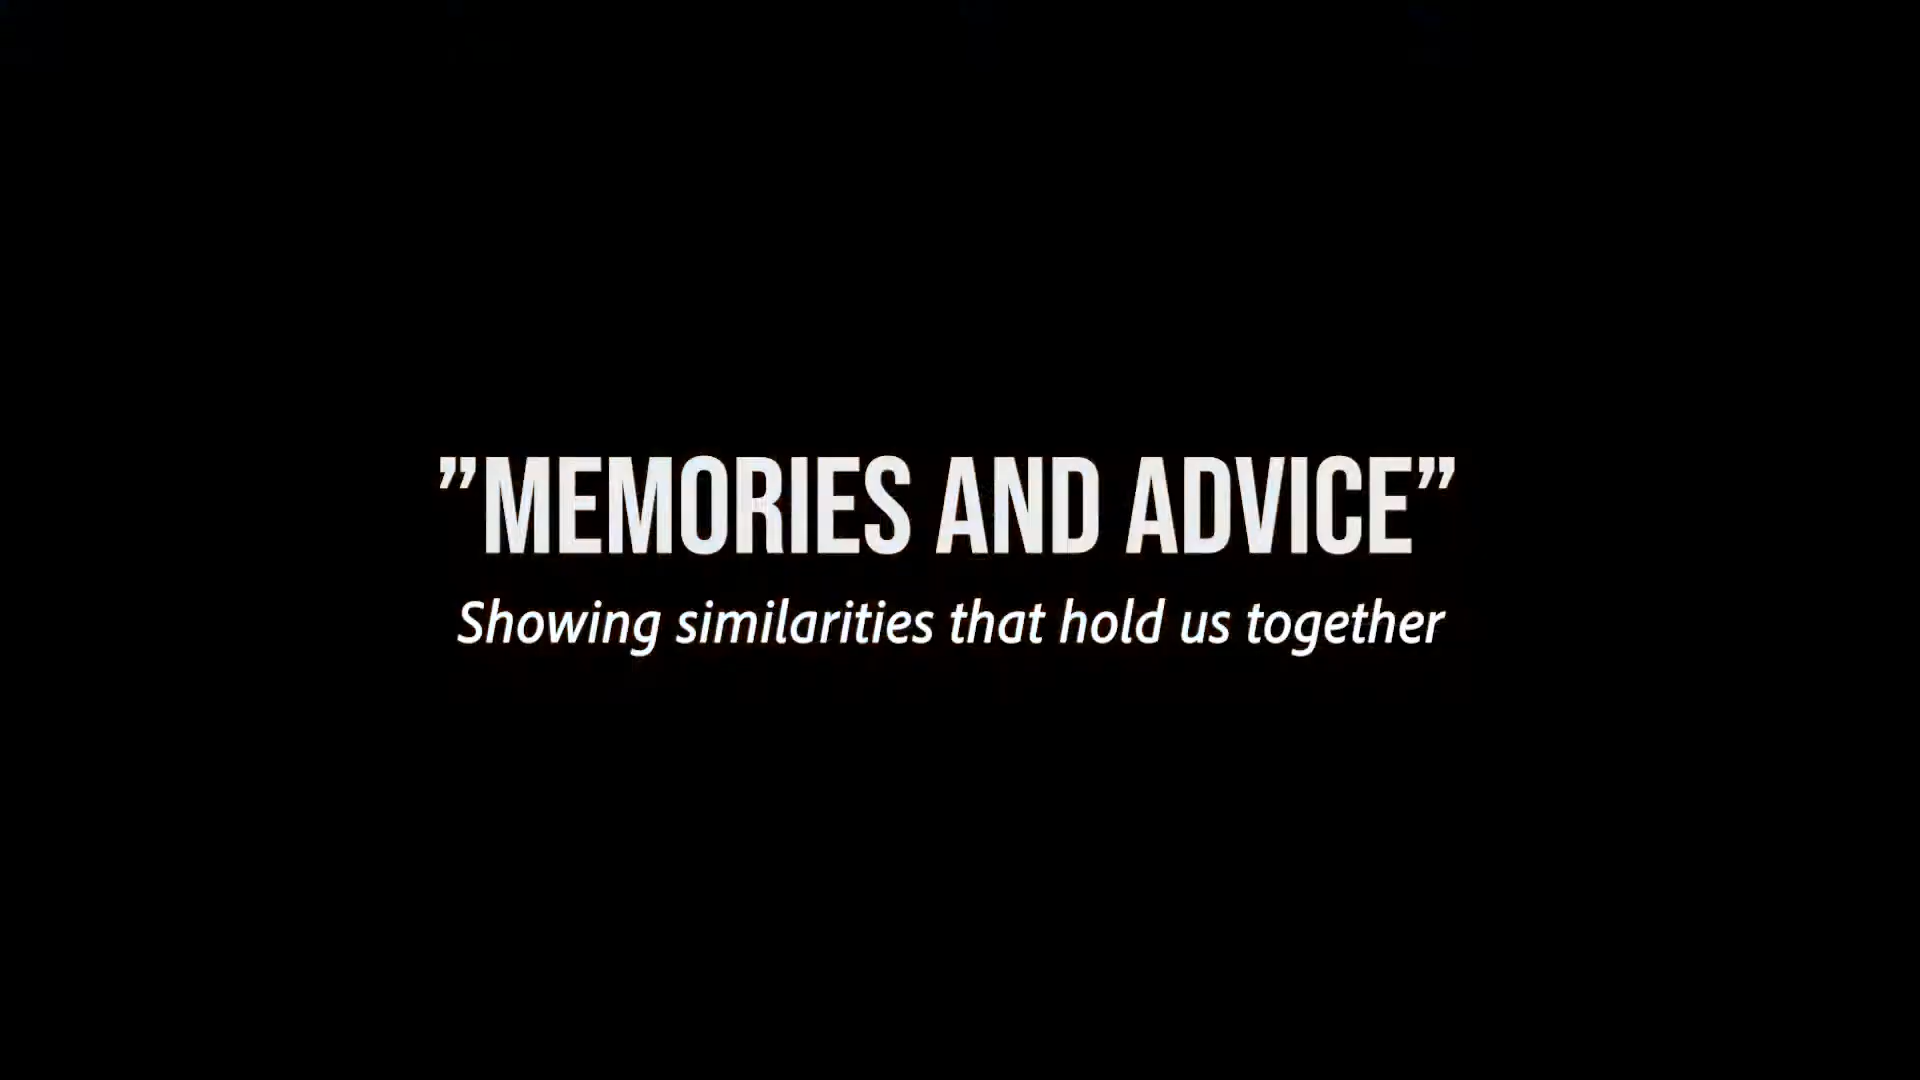 ”MEMORIES AND ADVICE”
Showing similarities that hold us together